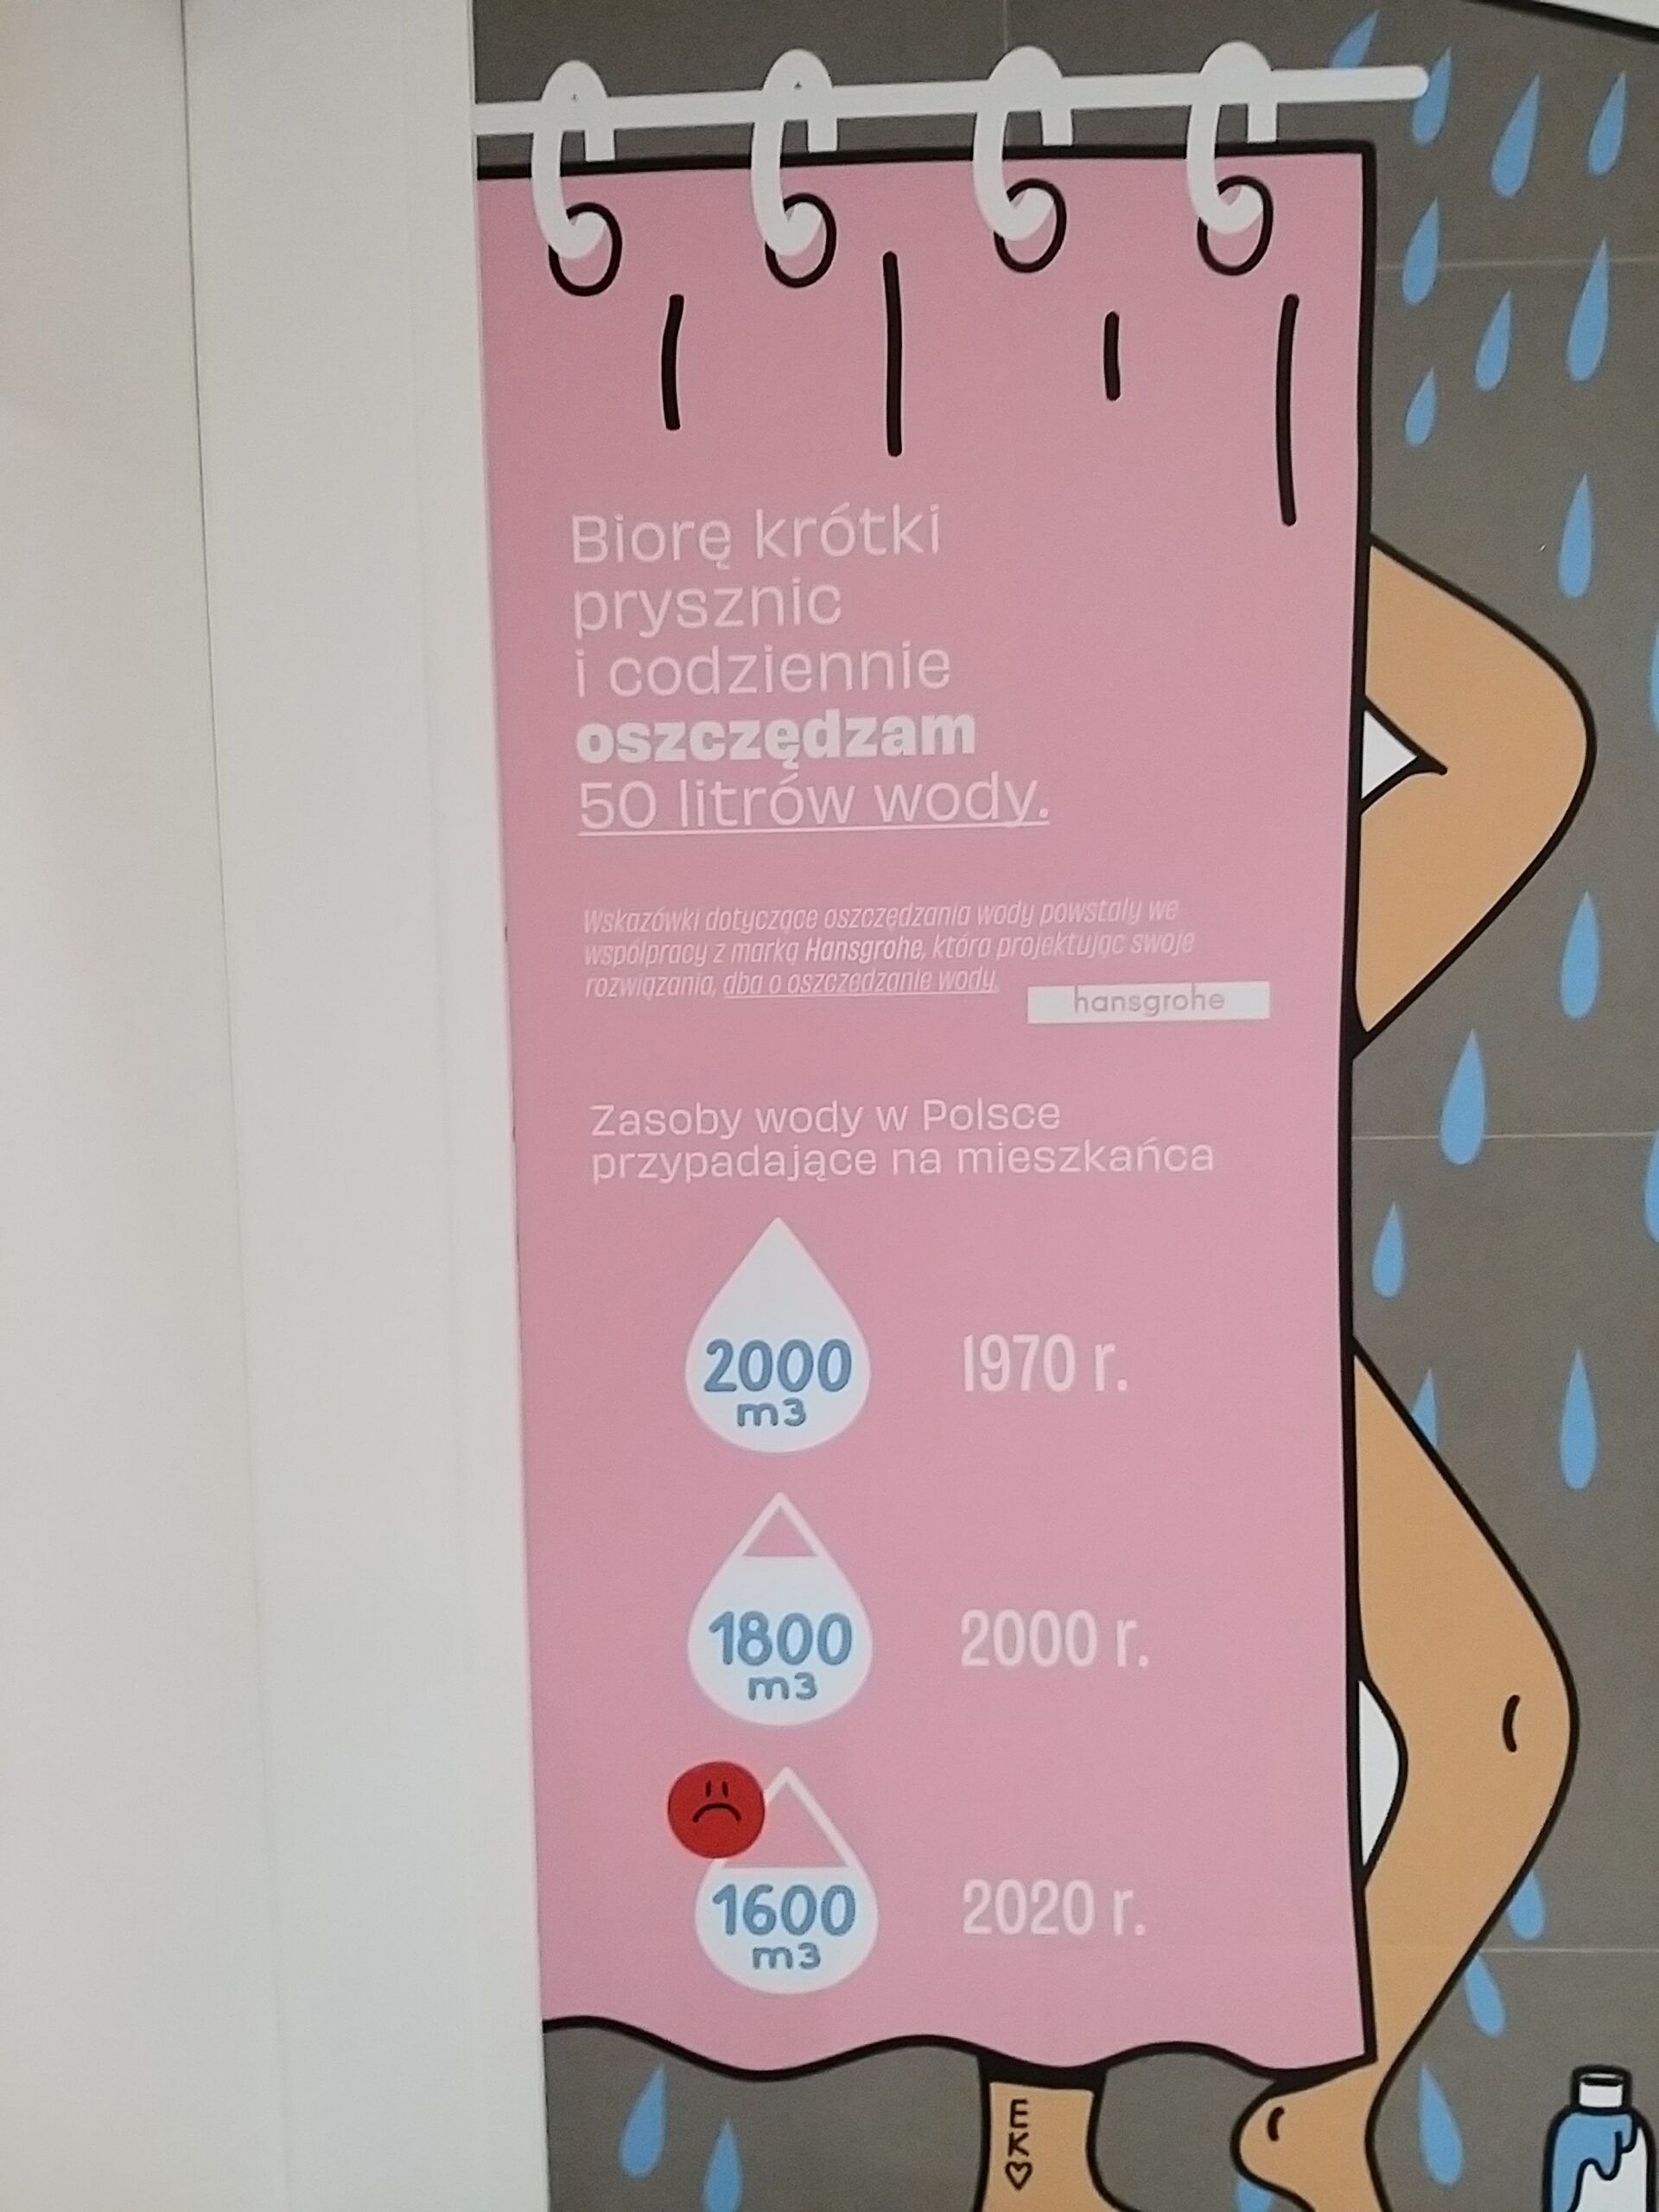 Biorę krótki
prysznic
i codziennie
oszczędzam
50 litrów wody.
Wskazówki dotyczące oszczędzania wody powstały we
współpracy z marką Hansgrohe, która projektując swoje
rozwiązania, dba o oszczędzanie wody.
hansgrohe
Zasoby wody w Polsce
przypadające na mieszkańca
2000
m3
1970 r.
1800
m3
2000 r.
1600
m3
2020 r.
EK♡